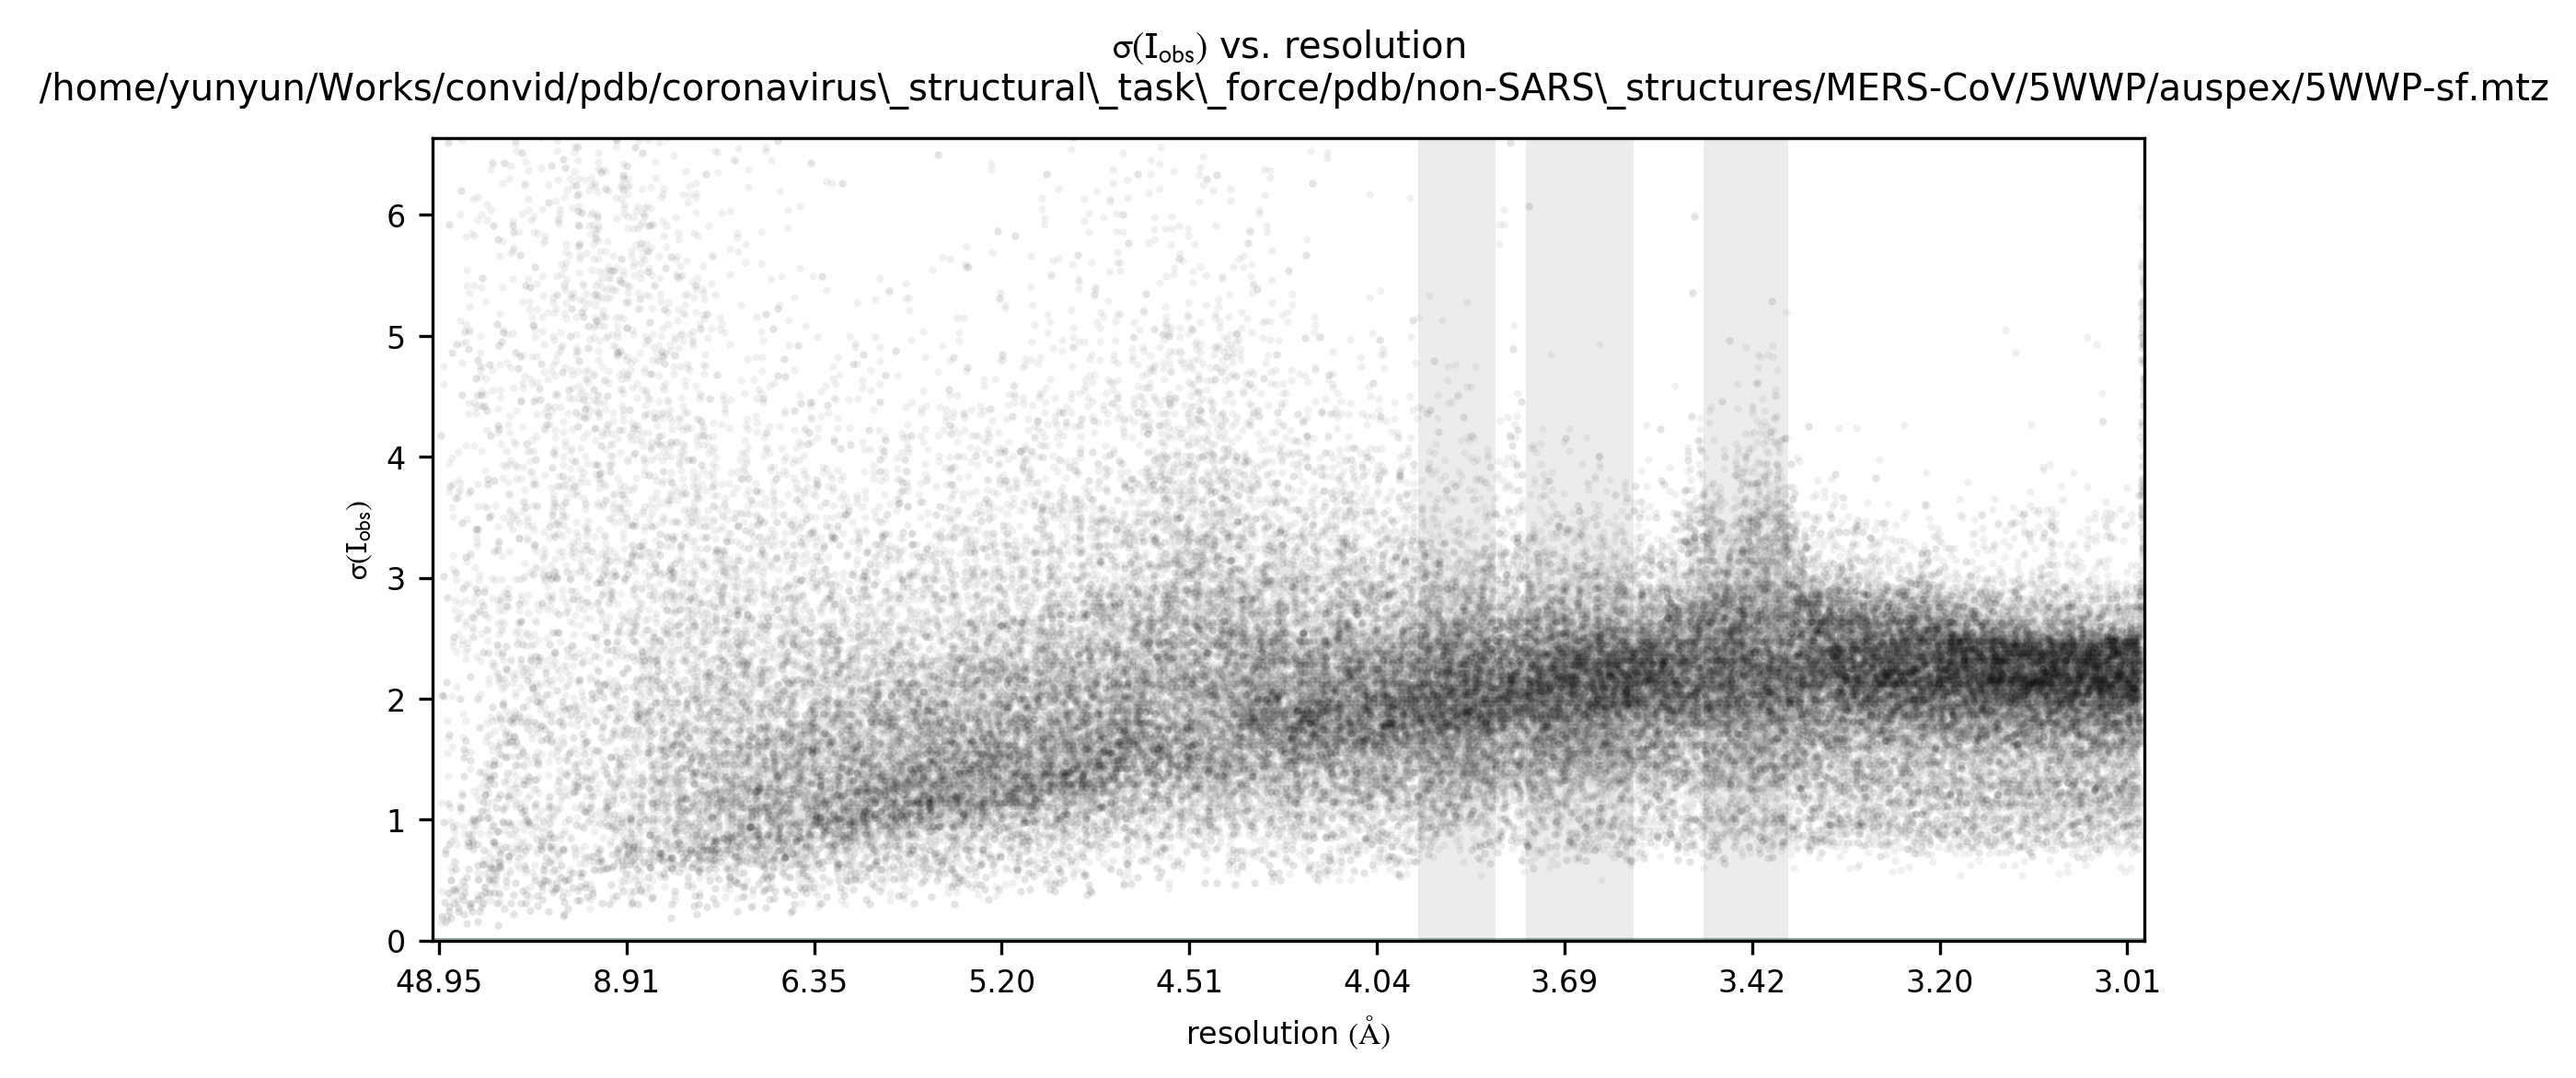 σ(Iobs) vs. resolution
/home/yunyun/Works/convid/pdb/coronavirus\_structural\_task\_force/pdb/non-SARS\_structures/MERS-CoV/5WWP/auspex/5WWP-sf.mtz
σ(Iobs)
6
5
4
3
2
1
0
48.95 8.91 6.35 5.20 4.51 4.04 3.69 3.42 3.20 3.01
resolution (Å)